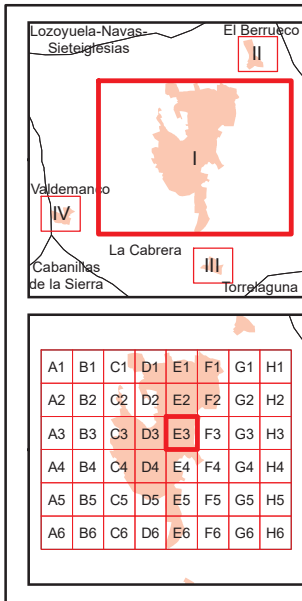 Lozoyuela-Navas-
Sieteiglesias
El Berrueco
II
I
Valdemanco
IV
La Cabrera
III
Cabanillas
de la Sierra
Torrelaguna
A1 B1 C1 D1 E1 F1 G1 H1
A2 B2 C2 D2 E2 F2 G2 H2
A3 B3 C3 D3 E3 F3 G3 H3
A4 B4 C4 D4 E4 F4 G4 H4
A5 B5 C5 D5 E5 F5 G5 H5
A6 B6 C6 D6 E6 F6 G6 H6